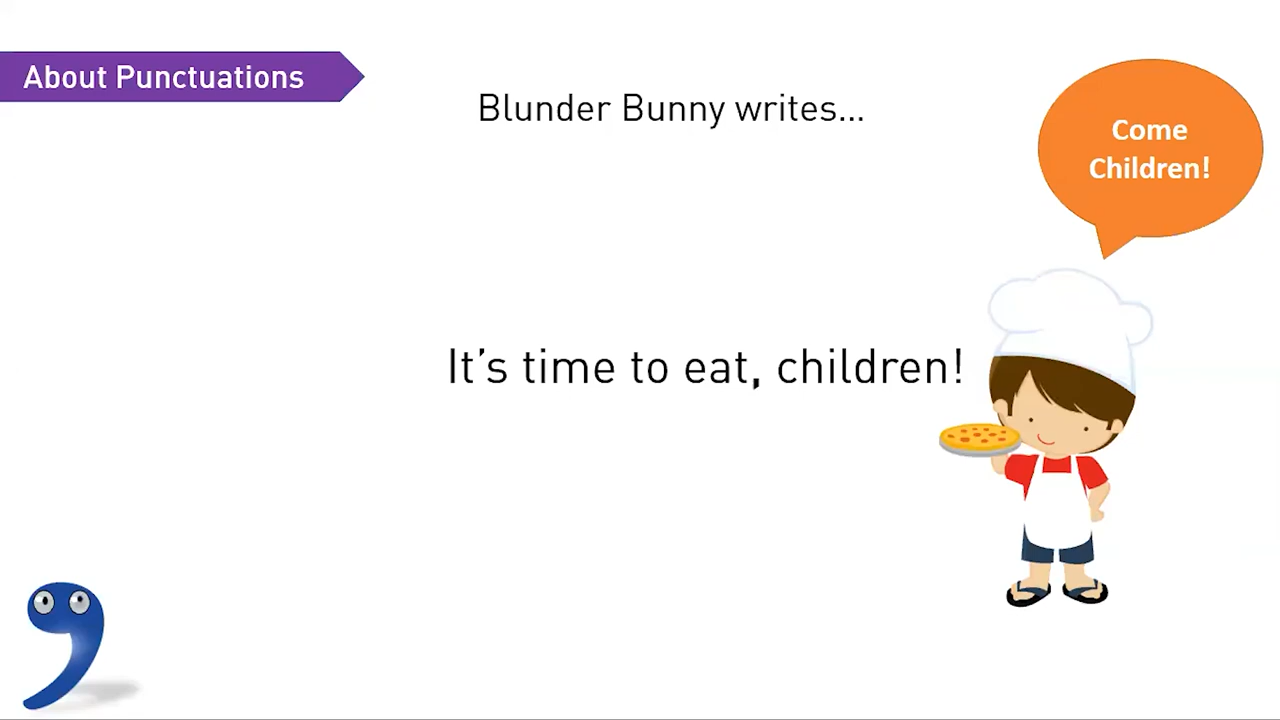 About Punctuations
Blunder Bunny writes...
Come
Children!
It's time to eat, children!